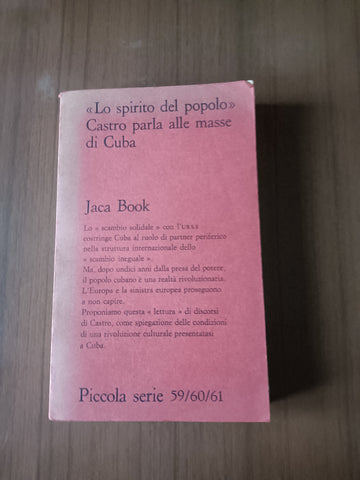 «Lo spirito del popolo»
Castro parla alle masse
di Cuba
Jaca Book
Lo « scambio solidale » con l'URSS
costringe Cuba al ruolo di partner periferico
nella struttura internazionale dello
« scambio ineguale ».
Ma, dopo undici anni dalla presa del potere,
il popolo cubano è una realtà rivoluzionaria.
L'Europa e la sinistra europea proseguono
a non capire.
Proponiamo questa « lettura » di discorsi
di Castro, come spiegazione delle condizioni
di una rivoluzione culturale presentatasi
a Cuba.
Piccola serie 59/60/61